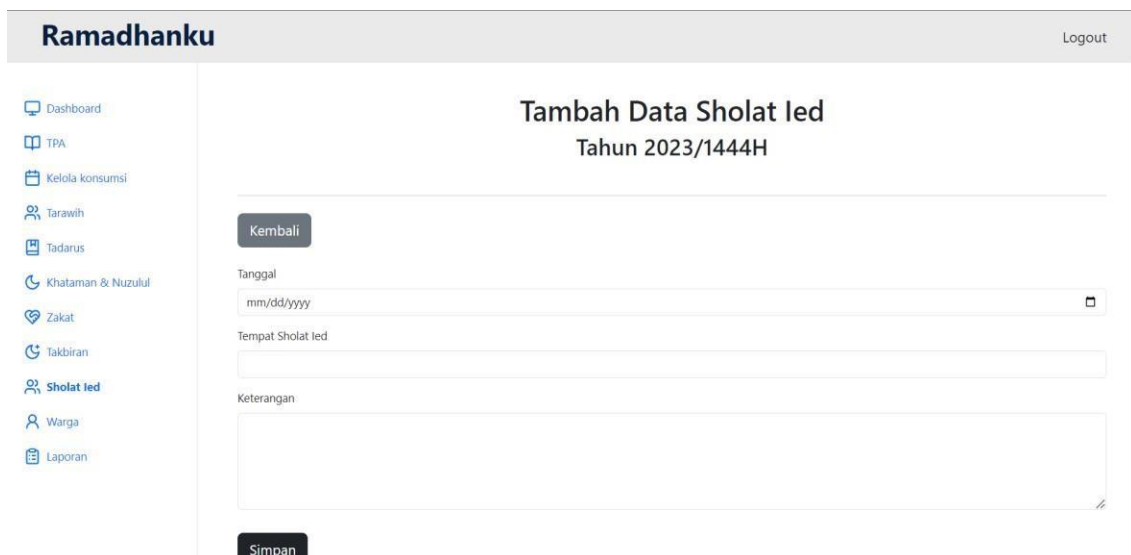 Ramadhanku
Logout
Dashboard
TPA
Kelola konsumsi
Tarawih
Tadarus
Khataman & Nuzulul
Zakat
Takbiran
Sholat Ied
Warga
Laporan
Tambah Data Sholat Ied
Tahun 2023/1444H
Kembali
Tanggal
mm/dd/yyyy
Tempat Sholat Ied
Keterangan
Simpan